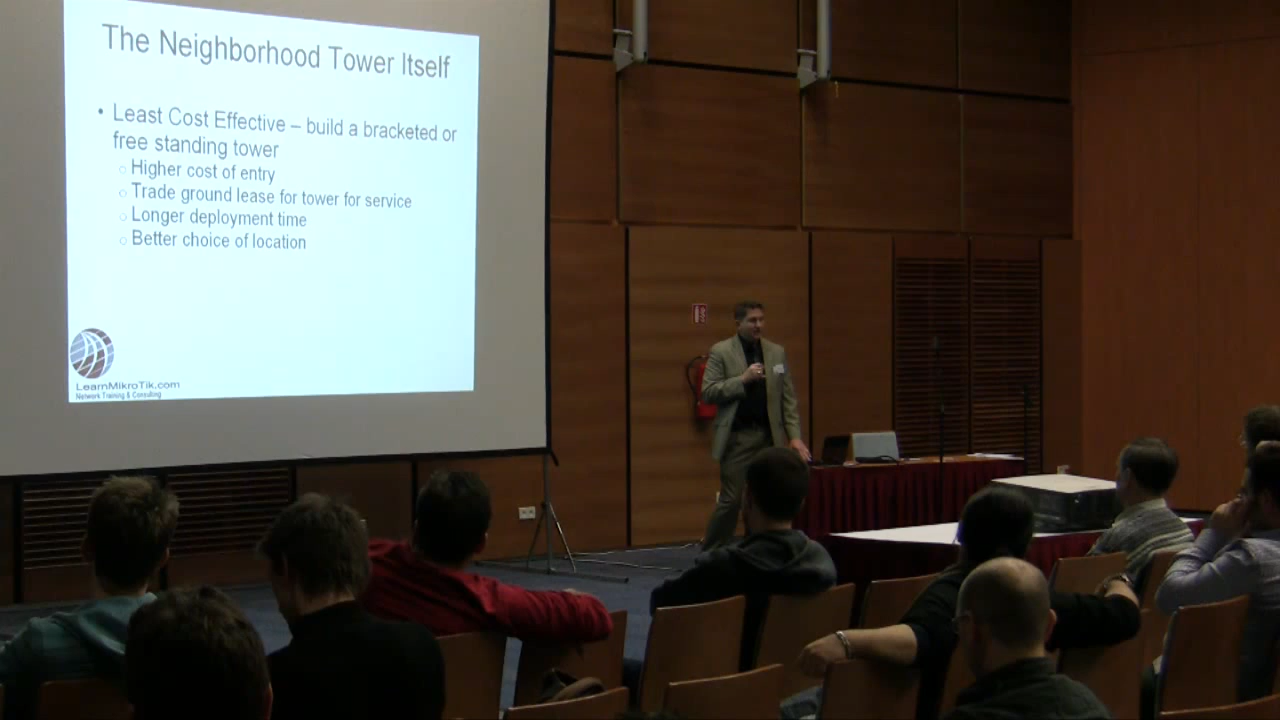 The Neighborhood Tower Itself
• Least Cost Effective – build a bracketed or
free standing tower
○ Higher cost of entry
○ Trade ground lease for tower for service
○ Longer deployment time
○ Better choice of location
LearnMikroTik.com
Network Training & Consulting